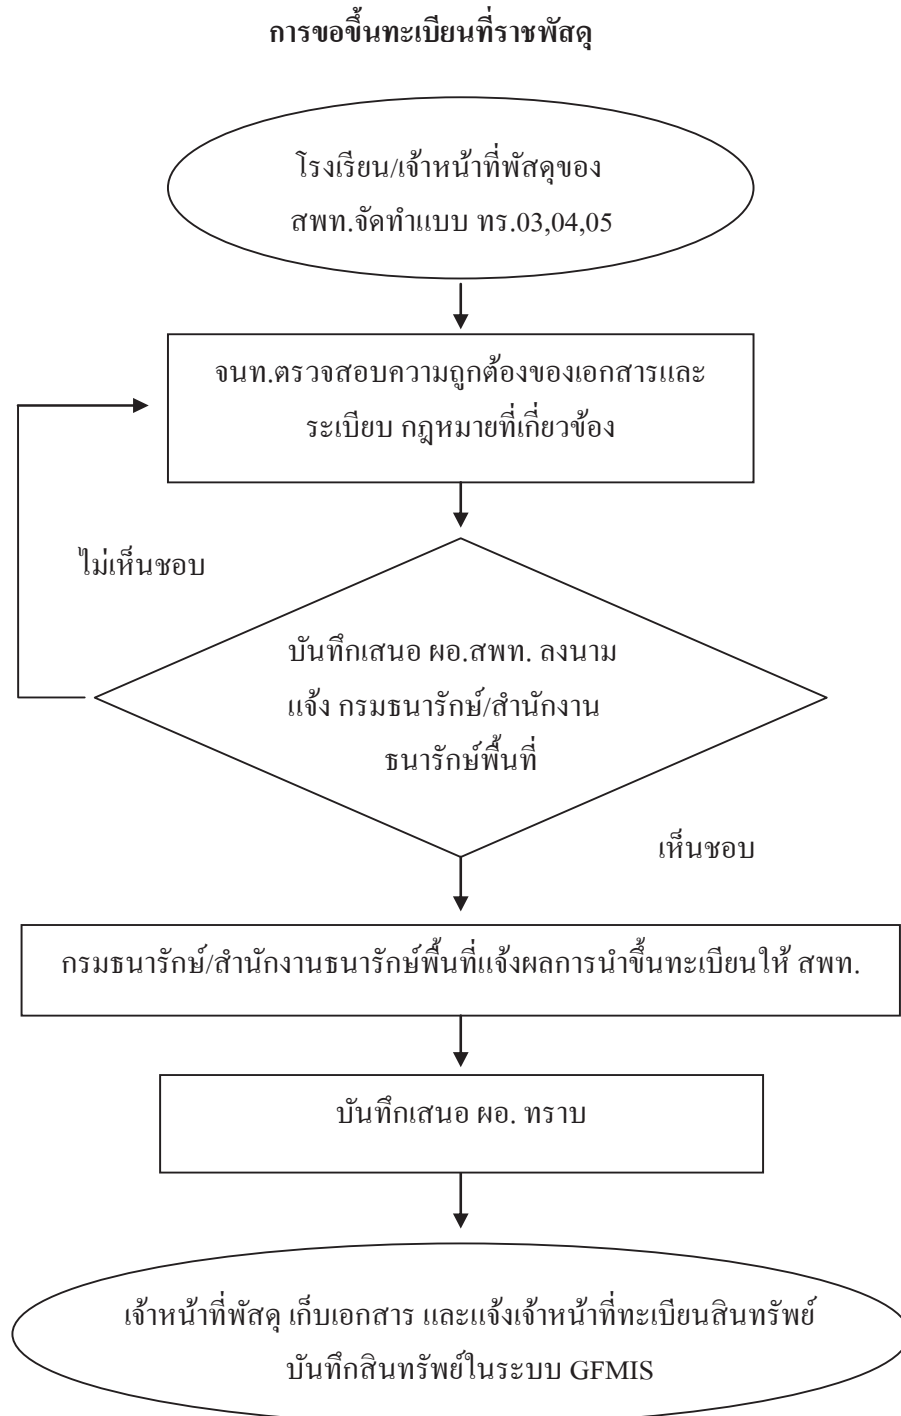 การขอขึ้นทะเบียนที่ราชพัสดุ
โรงเรียน/เจ้าหน้าที่พัสดุของ
สพท.จัดทำแบบ ทร.03,04,05
จนท.ตรวจสอบความถูกต้องของเอกสารและ
ระเบียบ กฎหมายที่เกี่ยวข้อง
ไม่เห็นชอบ
บันทึกเสนอ ผอ.สพท. ลงนาม
แจ้ง กรมธนารักษ์/สำนักงาน
ธนารักษ์พื้นที่
เห็นชอบ
กรมธนารักษ์/สำนักงานธนารักษ์พื้นที่แจ้งผลการนำขึ้นทะเบียนให้ สพท.
บันทึกเสนอ ผอ. ทราบ
เจ้าหน้าที่พัสดุ เก็บเอกสาร และแจ้งเจ้าหน้าที่ทะเบียนสินทรัพย์
บันทึกสินทรัพย์ในระบบ GFMIS